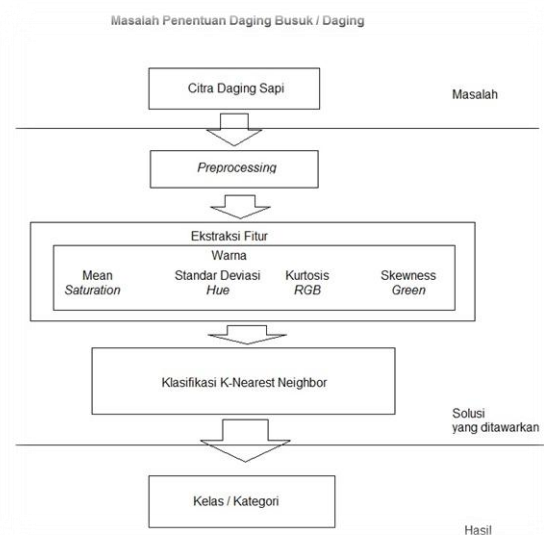 Masalah Penentuan Daging Busuk / Daging
Citra Daging Sapi
Masalah
Preprocessing
Ekstraksi Fitur
Warna
Mean Standar Deviasi Kurtosis Skewness
Saturation Hue RGB Green
Klasifikasi K-Nearest Neighbor
Solusi
yang ditawarkan
Kelas / Kategori
Hasil